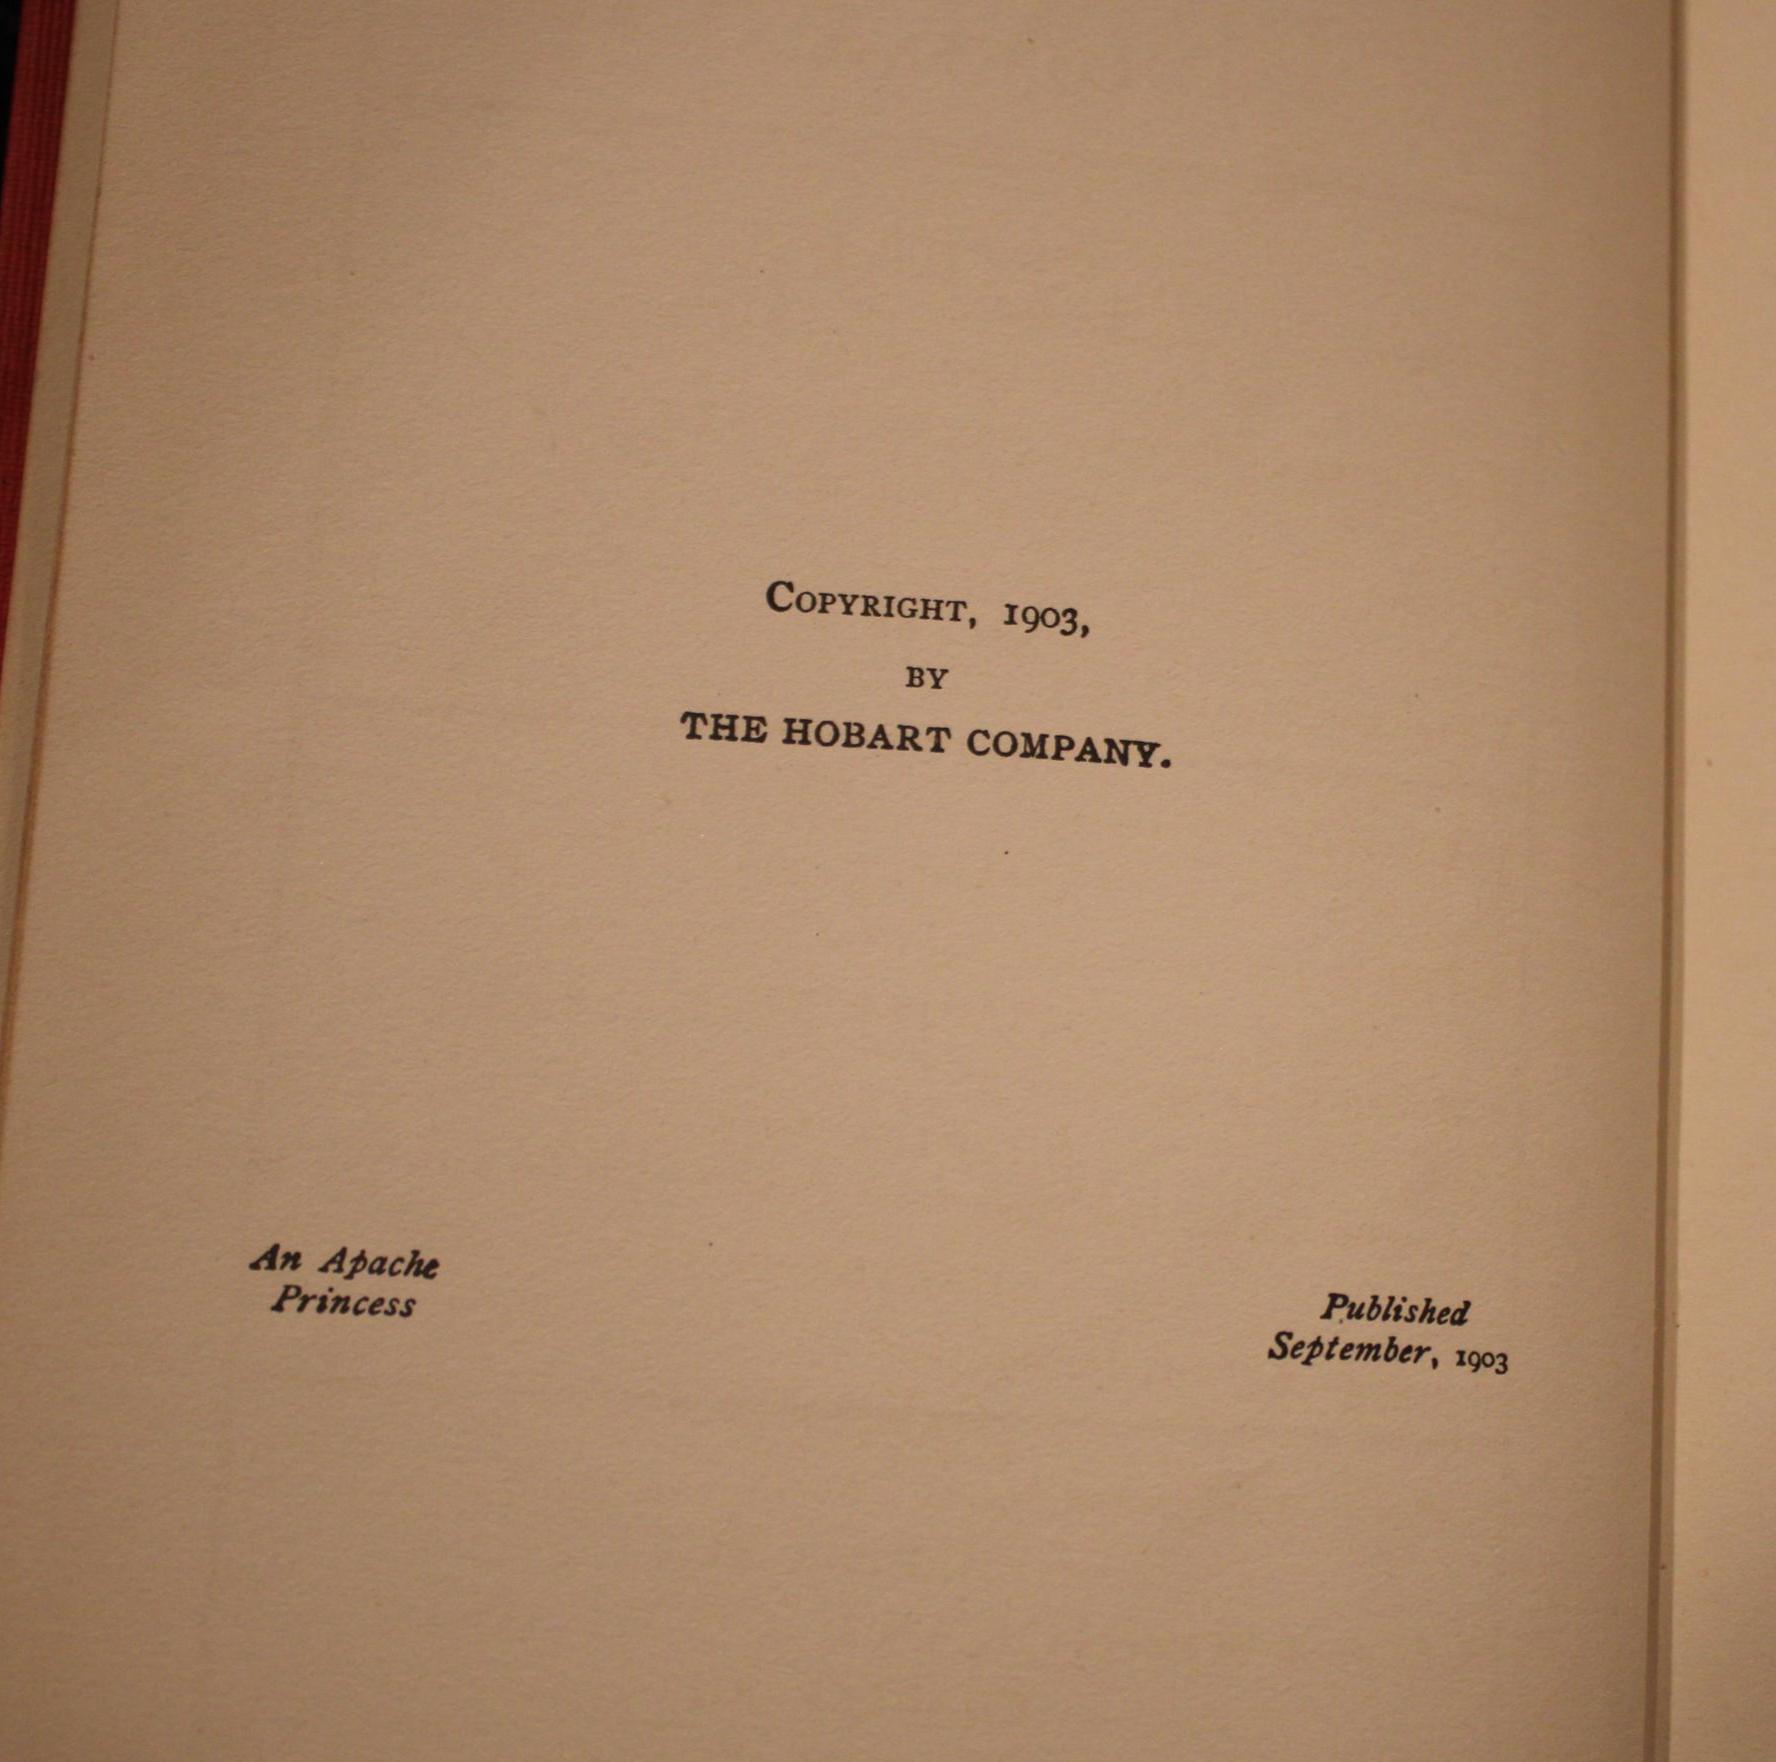 COPYRIGHT, 1903,
BY
THE HOBART COMPANY.
An Apache
Princess
Published
September, 1903